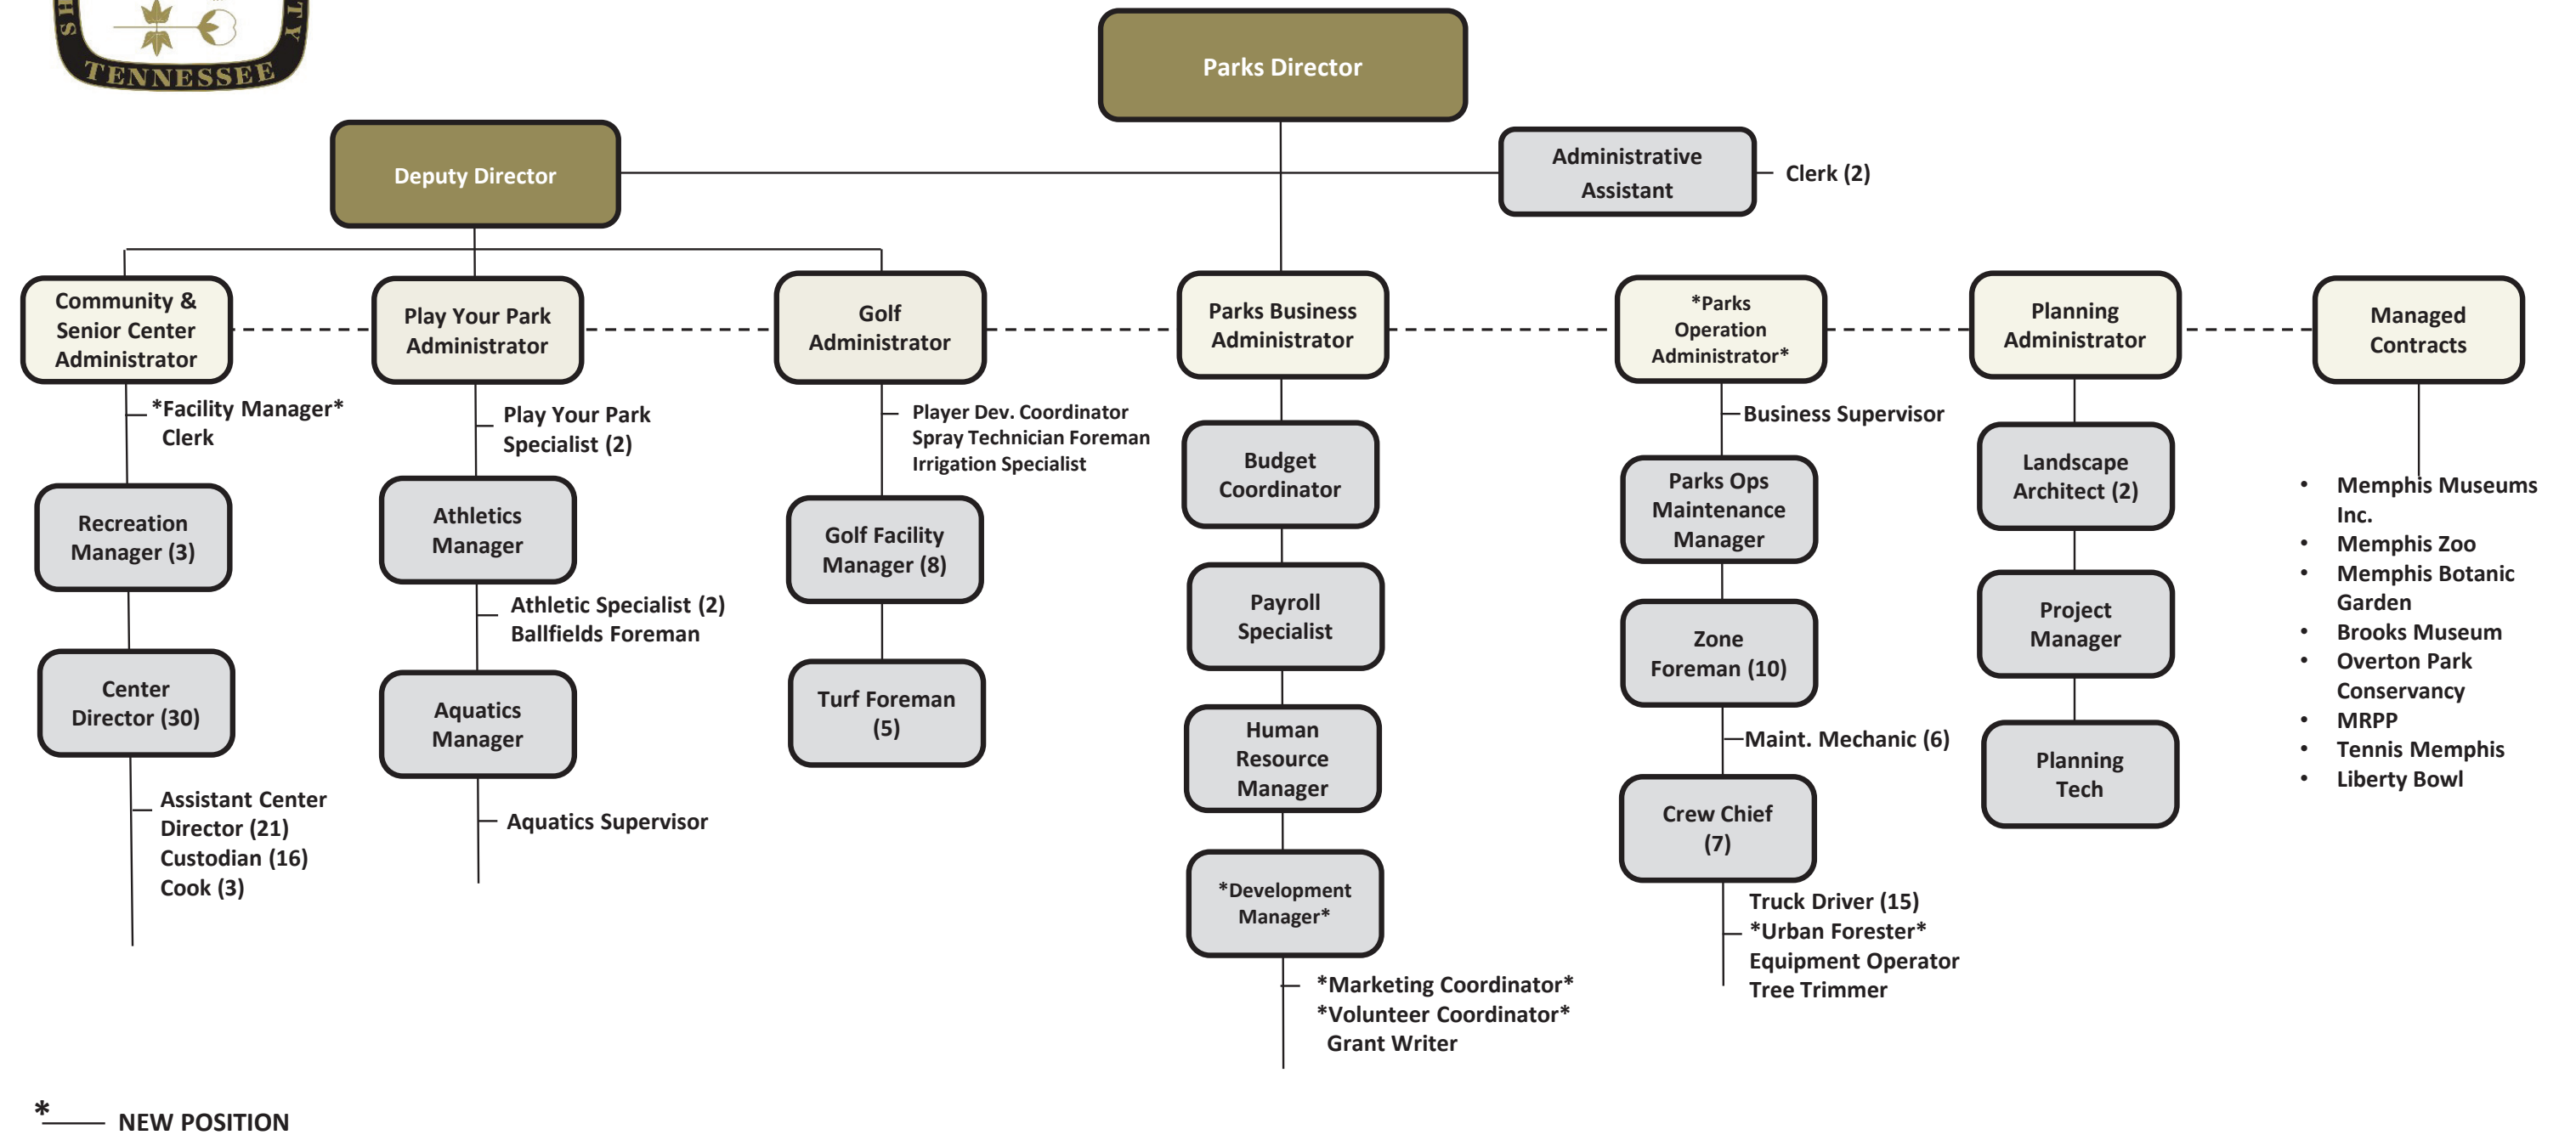 SH
TY
TENNESSEE
Parks Director
Deputy Director
Administrative
Assistant
Clerk (2)
Community &
Senior Center
Administrator
Play Your Park
Administrator
Golf
Administrator
Parks Business
Administrator
*Parks
Operation
Administrator*
Planning
Administrator
Managed
Contracts
*Facility Manager*
Clerk
Recreation
Manager (3)
Center
Director (30)
Assistant Center
Director (21)
Custodian (16)
Cook (3)
Play Your Park
Specialist (2)
Athletics
Manager
Athletic Specialist (2)
Ballfields Foreman
Aquatics
Manager
Aquatics Supervisor
Player Dev. Coordinator
Spray Technician Foreman
Irrigation Specialist
Golf Facility
Manager (8)
Turf Foreman
(5)
Budget
Coordinator
Payroll
Specialist
Human
Resource
Manager
*Development
Manager*
*Marketing Coordinator*
*Volunteer Coordinator*
Grant Writer
Business Supervisor
Parks Ops
Maintenance
Manager
Zone
Foreman (10)
Maint. Mechanic (6)
Crew Chief
(7)
Truck Driver (15)
*Urban Forester*
Equipment Operator
Tree Trimmer
Landscape
Architect (2)
Project
Manager
Planning
Tech
• Memphis Museums
Inc.
• Memphis Zoo
• Memphis Botanic
Garden
• Brooks Museum
• Overton Park
Conservancy
• MRPP
• Tennis Memphis
• Liberty Bowl
* NEW POSITION